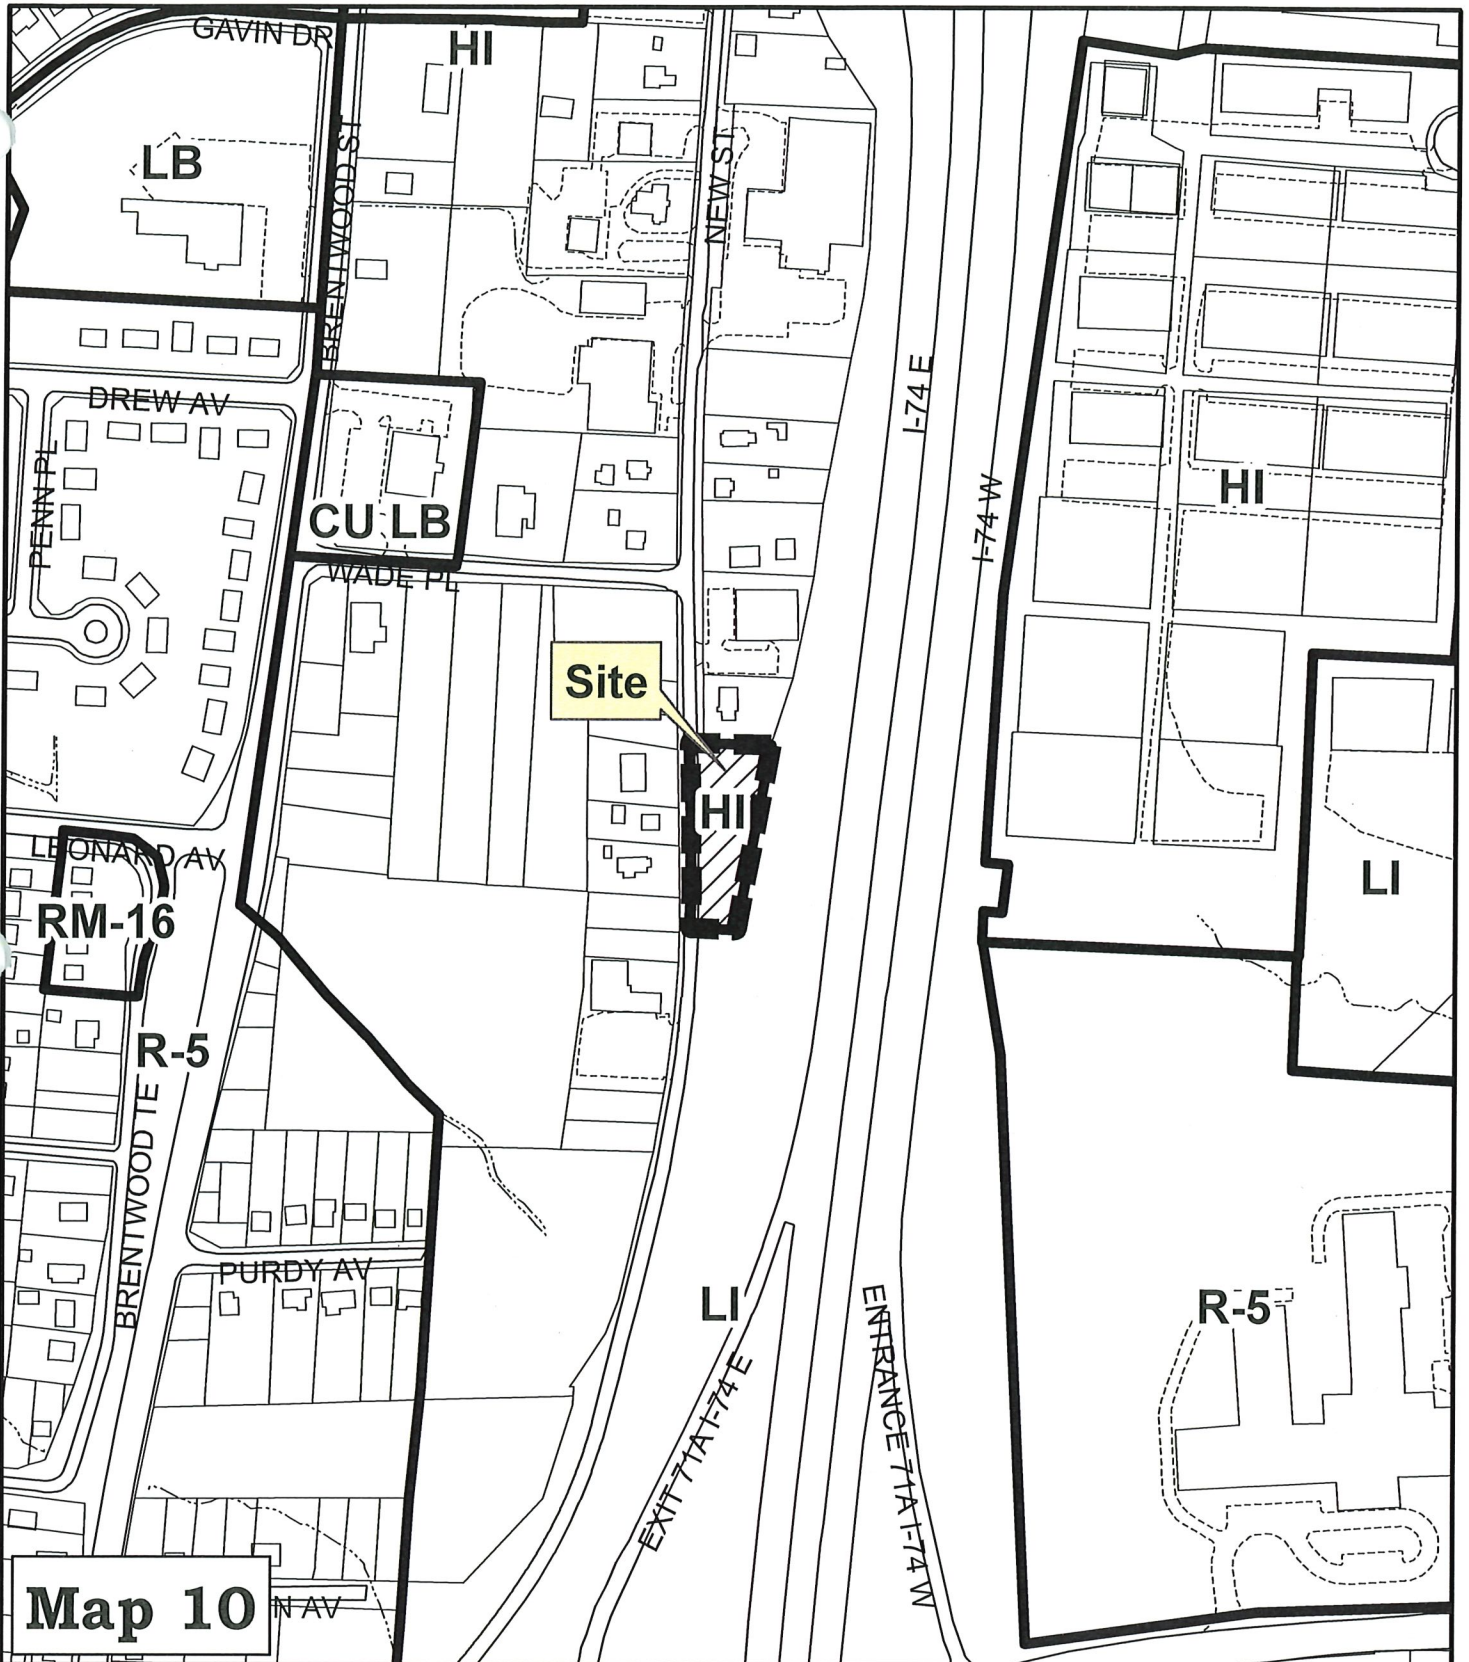 GAVIN DR
HI
LB
BRENTWOOD ST
NEW ST
I-74 E
DREW AV
PENN PL
I-74 W
HI
CU LB
WADE PL
Site
HI
LEONARD AV
LI
RM-16
R-5
BRENTWOOD TE
PURDY AV
LI
R-5
ENTRANCE 71A I-74 W
EXIT 71A I-74 E
Map 10
N AV